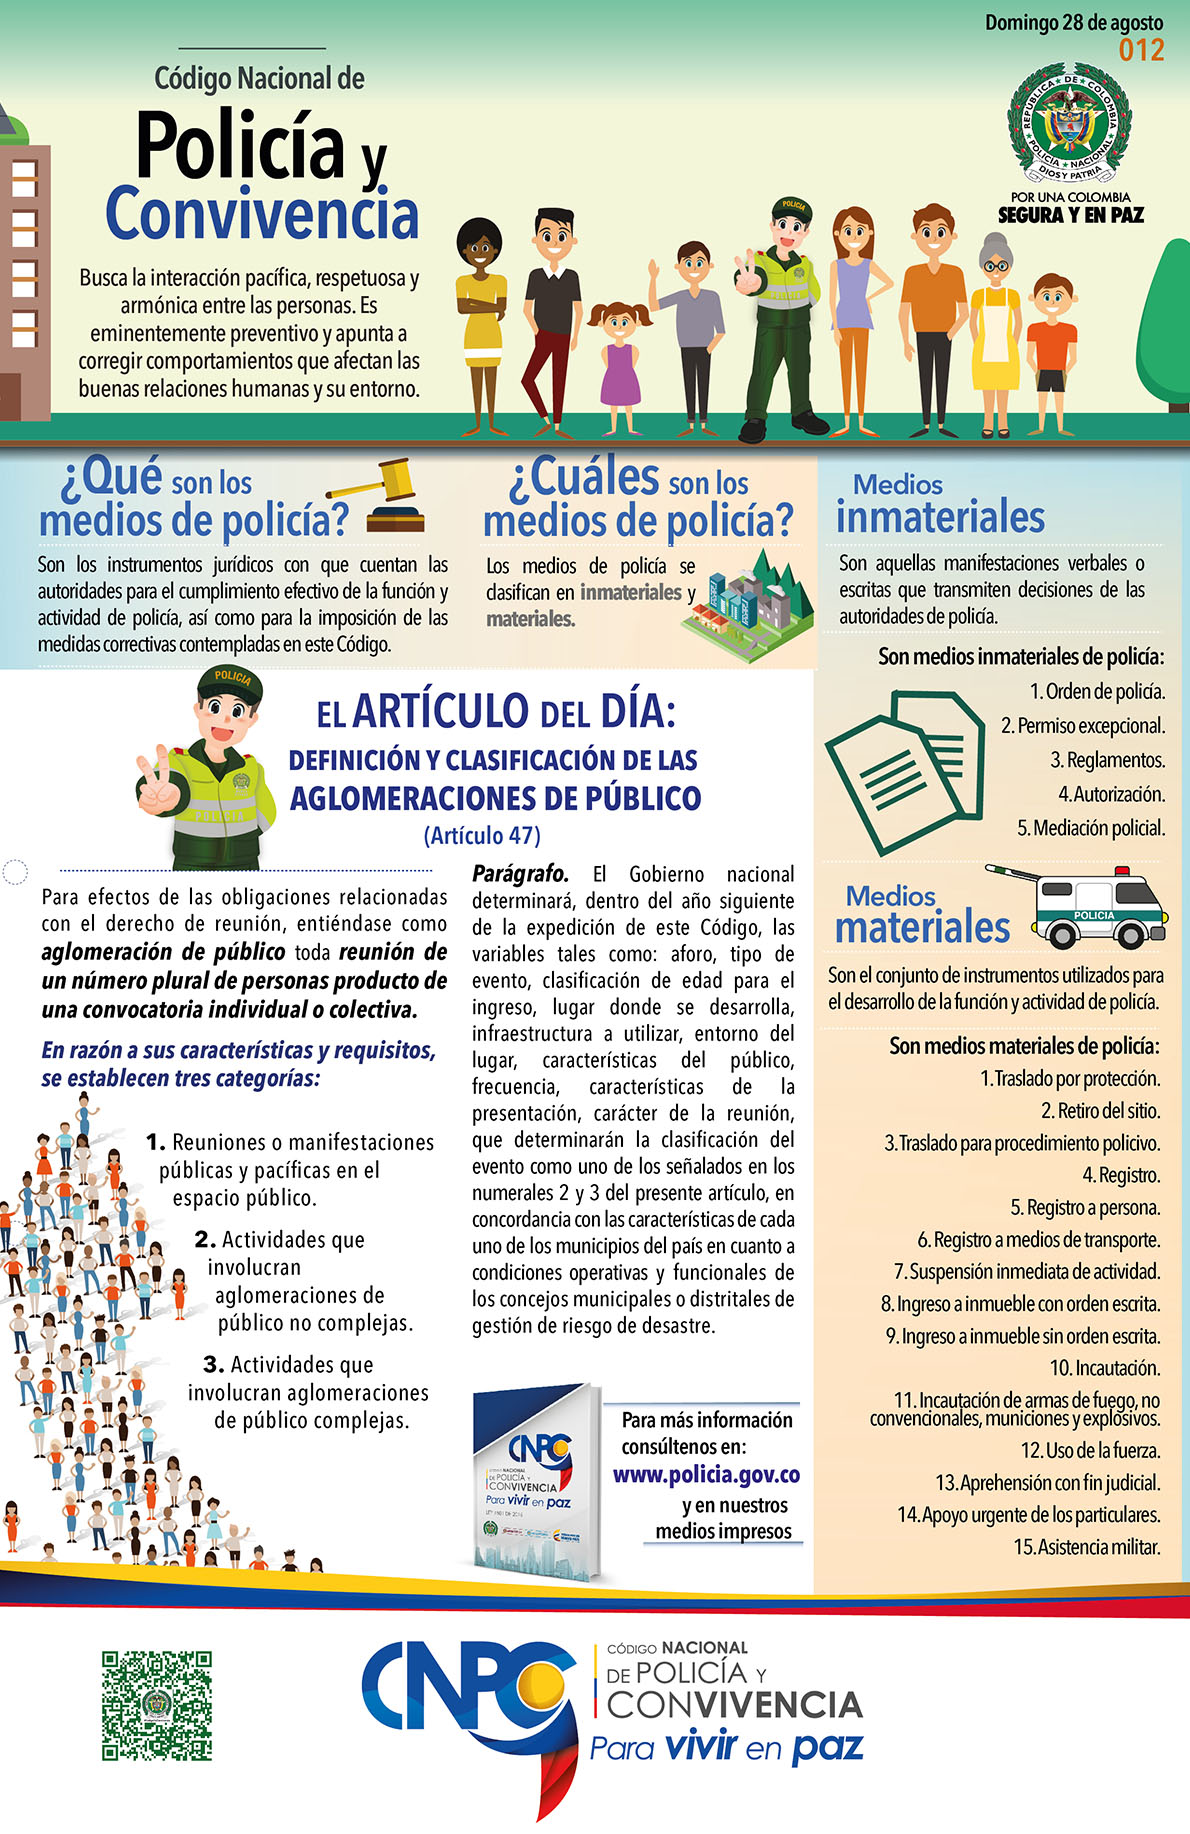 Domingo 28 de agosto
012
Código Nacional de
Policía y
Convivencia
Busca la interacción pacífica, respetuosa y
armónica entre las personas. Es
eminentemente preventivo y apunta a
corregir comportamientos que afectan las
buenas relaciones humanas y su entorno.
REPÚBLICA DE COLOMBIA
POLICÍA NACIONAL
DIOS Y PATRIA
POR UNA COLOMBIA
SEGURA Y EN PAZ
POLICÍA
¿Qué son los
medios de policía?
Son los instrumentos jurídicos con que cuentan las
autoridades para el cumplimiento efectivo de la función y
actividad de policía, así como para la imposición de las
medidas correctivas contempladas en este Código.
¿Cuáles son los
medios de policía?
Los medios de policía se
clasifican en inmateriales y
materiales.
Medios
inmateriales
Son aquellas manifestaciones verbales o
escritas que transmiten decisiones de las
autoridades de policía.
Son medios inmateriales de policía:
1. Orden de policía.
2. Permiso excepcional.
3. Reglamentos.
4. Autorización.
5. Mediación policial.
Medios
materiales
POLICIA
Son el conjunto de instrumentos utilizados para
el desarrollo de la función y actividad de policía.
Son medios materiales de policía:
1. Traslado por protección.
2. Retiro del sitio.
3. Traslado para procedimiento policivo.
4. Registro.
5. Registro a persona.
6. Registro a medios de transporte.
7. Suspensión inmediata de actividad.
8. Ingreso a inmueble con orden escrita.
9. Ingreso a inmueble sin orden escrita.
10. Incautación.
11. Incautación de armas de fuego, no
convencionales, municiones y explosivos.
12. Uso de la fuerza.
13. Aprehensión con fin judicial.
14. Apoyo urgente de los particulares.
15. Asistencia militar.
POLICÍA
POLICÍA
EL ARTÍCULO DEL DÍA:
DEFINICIÓN Y CLASIFICACIÓN DE LAS
AGLOMERACIONES DE PÚBLICO
(Artículo 47)
Para efectos de las obligaciones relacionadas
con el derecho de reunión, entiéndase como
aglomeración de público toda reunión de
un número plural de personas producto de
una convocatoria individual o colectiva.
En razón a sus características y requisitos,
se establecen tres categorías:
1. Reuniones o manifestaciones
públicas y pacíficas en el
espacio público.
2. Actividades que
involucran
aglomeraciones de
público no complejas.
3. Actividades que
involucran aglomeraciones
de público complejas.
Parágrafo. El Gobierno nacional
determinará, dentro del año siguiente
de la expedición de este Código, las
variables tales como: aforo, tipo de
evento, clasificación de edad para el
ingreso, lugar donde se desarrolla,
infraestructura a utilizar, entorno del
lugar, características del público,
frecuencia, características de la
presentación, carácter de la reunión,
que determinarán la clasificación del
evento como uno de los señalados en los
numerales 2 y 3 del presente artículo, en
concordancia con las características de cada
uno de los municipios del país en cuanto a
condiciones operativas y funcionales de
los concejos municipales o distritales de
gestión de riesgo de desastre.
CNPC
CÓDIGO NACIONAL
DE POLICÍA Y
CONVIVENCIA
Para vivir en paz
Para más información
consúltenos en:
www.policia.gov.co
y en nuestros
medios impresos
CNPC
CÓDIGO NACIONAL
DE POLICÍA Y
CONVIVENCIA
Para vivir en paz